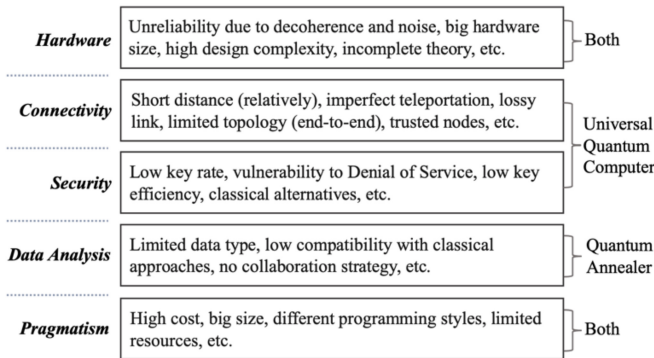 Hardware
Unreliability due to decoherence and noise, big hardware
size, high design complexity, incomplete theory, etc.
Both
Connectivity
Short distance (relatively), imperfect teleportation, lossy
link, limited topology (end-to-end), trusted nodes, etc.
Security
Low key rate, vulnerability to Denial of Service, low key
efficiency, classical alternatives, etc.
Universal
Quantum
Computer
Data Analysis
Limited data type, low compatibility with classical
approaches, no collaboration strategy, etc.
Quantum
Annealer
Pragmatism
High cost, big size, different programming styles, limited
resources, etc.
Both